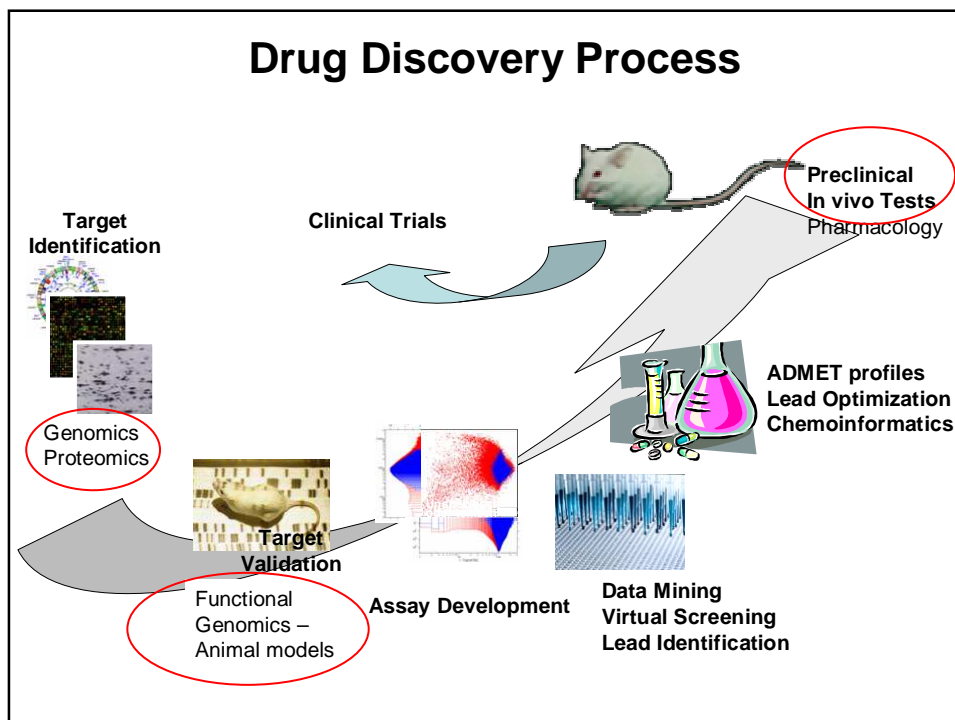 Drug Discovery Process
Target
Identification
Genomics
Proteomics
Target
Validation
Functional
Genomics –
Animal models
Assay Development
Data Mining
Virtual Screening
Lead Identification
ADMET profiles
Lead Optimization
Chemoinformatics
Preclinical
In vivo Tests
Pharmacology
Clinical Trials